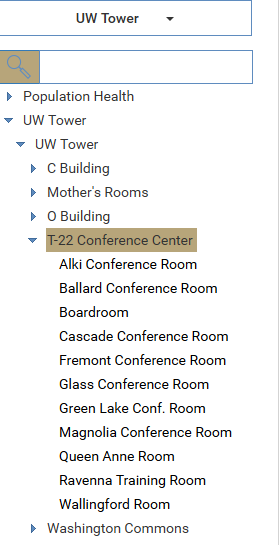 UW Tower
Population Health
UW Tower
UW Tower
C Building
Mother's Rooms
O Building
T-22 Conference Center
Alki Conference Room
Ballard Conference Room
Boardroom
Cascade Conference Room
Fremont Conference Room
Glass Conference Room
Green Lake Conf. Room
Magnolia Conference Room
Queen Anne Room
Ravenna Training Room
Wallingford Room
Washington Commons